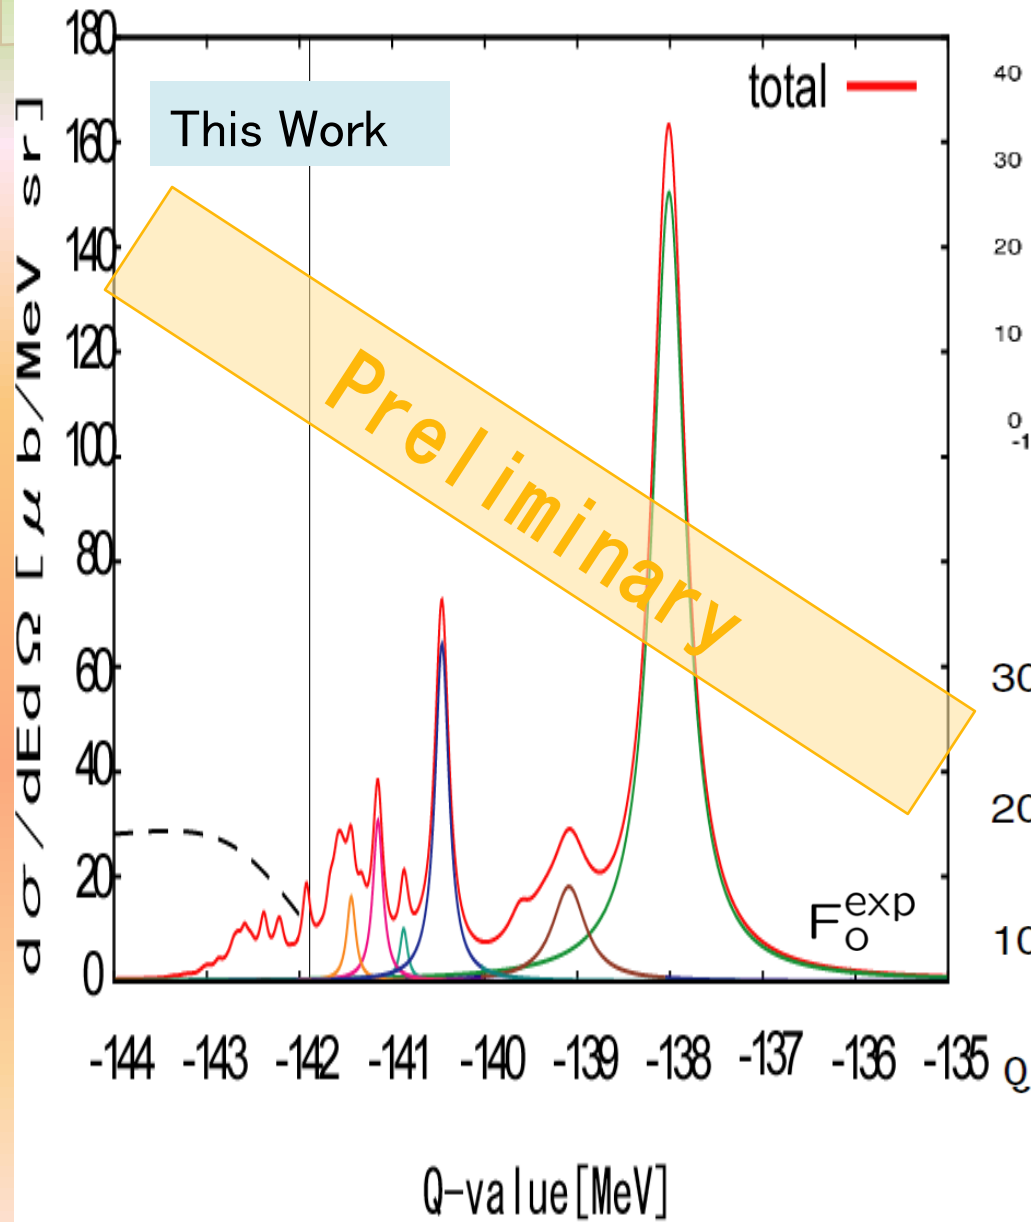 dσ/dEdΩ [μb/MeV sr]
180
160
140
120
100
80
60
40
20
0
This Work
total
Preliminary
F_o^exp
-144 -143 -142 -141 -140 -139 -138 -137 -136 -135
Q-value[MeV]
40
30
20
10
0
-1
30
20
10
Q